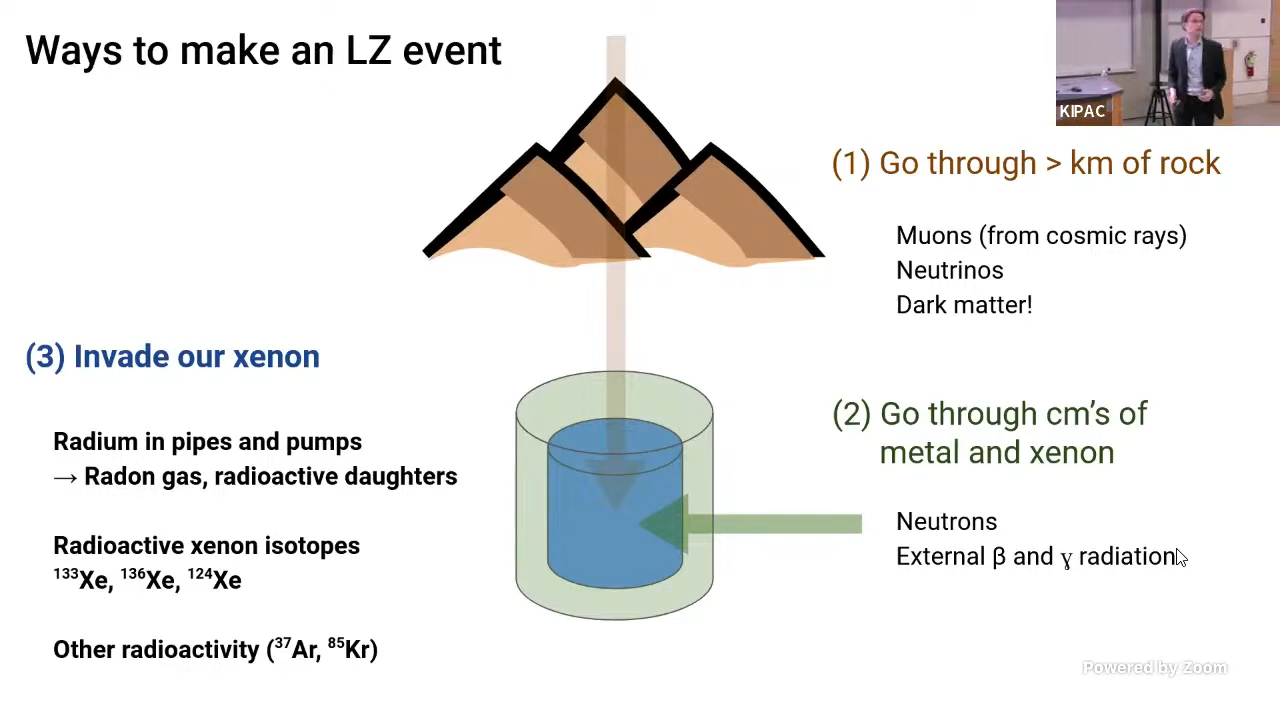 Ways to make an LZ event
KIPAC
(1) Go through > km of rock
Muons (from cosmic rays)
Neutrinos
Dark matter!
(3) Invade our xenon
Radium in pipes and pumps
→ Radon gas, radioactive daughters
Radioactive xenon isotopes
¹³³Xe, ¹³⁶Xe, ¹²⁴Xe
Other radioactivity (³⁷Ar, ⁸⁵Kr)
(2) Go through cm’s of
metal and xenon
Neutrons
External β and γ radiation
Powered by Zoom